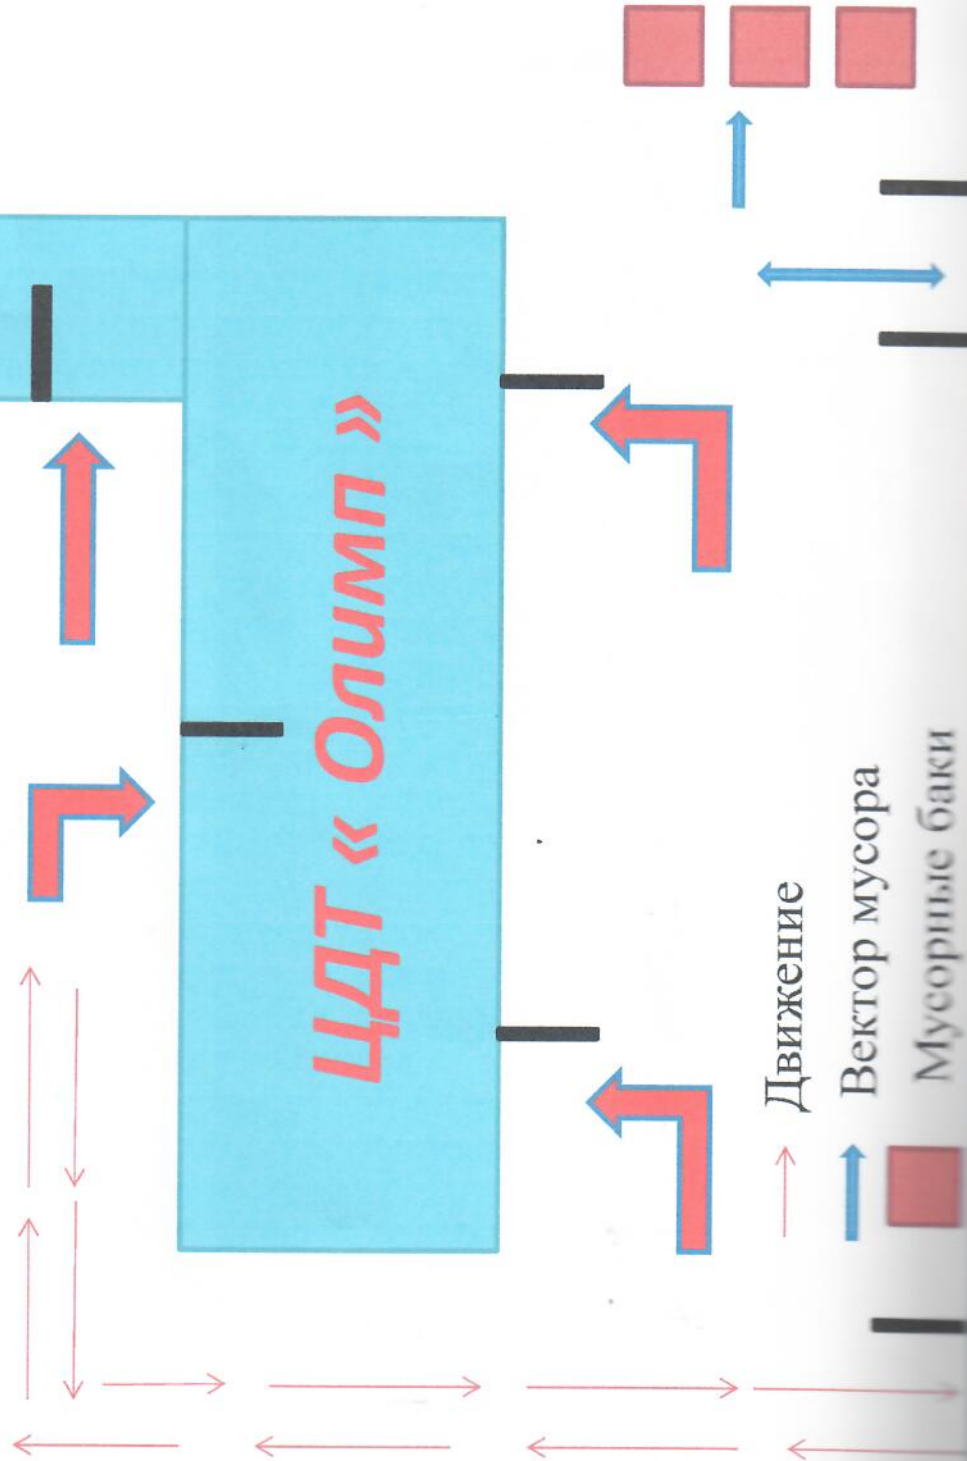 ЦДТ « Олимп »
Движение
Вектор мусора
Мусорные баки